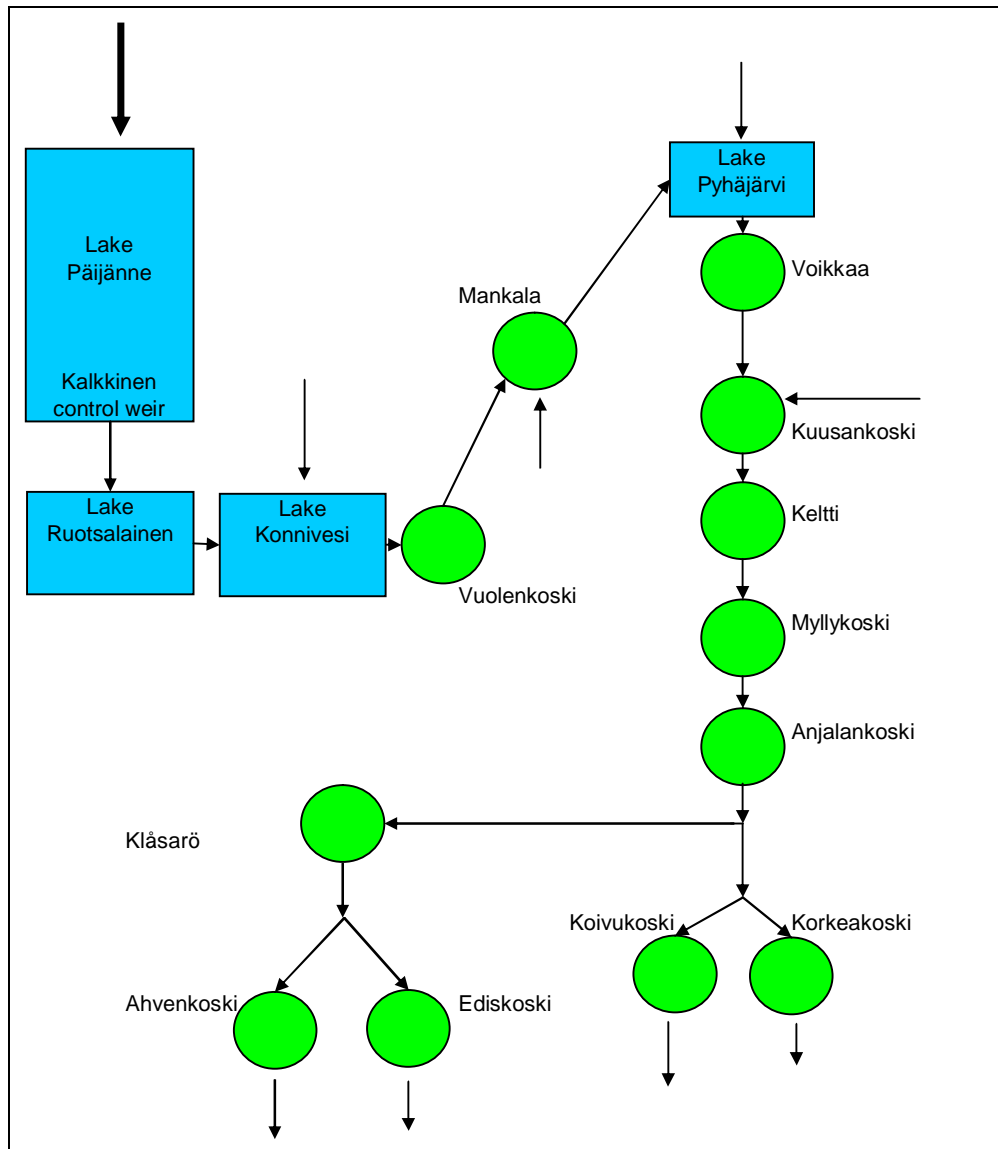 Lake
Päijänne
Kalkkinen
control weir
Lake
Ruotsalainen
Lake
Konnivesi
Vuolenkoski
Mankala
Lake
Pyhäjärvi
Voikkaa
Kuusankoski
Keltti
Myllykoski
Anjalankoski
Klåsarö
Koivukoski
Korkeakoski
Ahvenkoski
Ediskoski